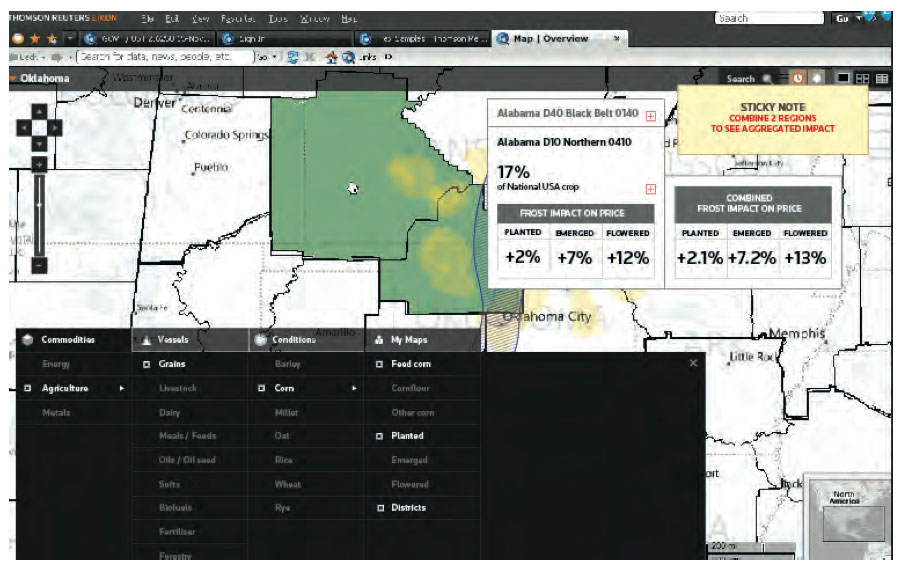 THOMSON REUTERS EIKON File Edit View Favorites Tools Window Help
Search Go
Sign In
Map | Overview ×
Search for data, news, people, etc. Go Links
Oklahoma
Search
Westminster
Denver
Centennial
Colorado Springs
Pueblo
Alabama D40 Black Belt 0140
Alabama D10 Northern 0410
17%
of National USA crop
FROST IMPACT ON PRICE
PLANTED EMERGED FLOWERED
+2% +7% +12%
STICKY NOTE
COMBINE 2 REGIONS
TO SEE AGGREGATED IMPACT
Jefferson City
COMBINED
FROST IMPACT ON PRICE
PLANTED EMERGED FLOWERED
+2.1% +7.2% +13%
Santa Fe
Oklahoma City
Amarillo
Memphis
Little Rock
Commodities Vessels Conditions My Maps
Energy Grains Barley Feed corn
Agriculture Livestock Corn Cornflour
Metals Dairy Millet Other corn
Meals / Feeds Oat Planted
Oils / Oil seed Rice Emerged
Softs Wheat Flowered
Biofuels Rye Districts
Fertiliser
Forestry
North
America
200 mi